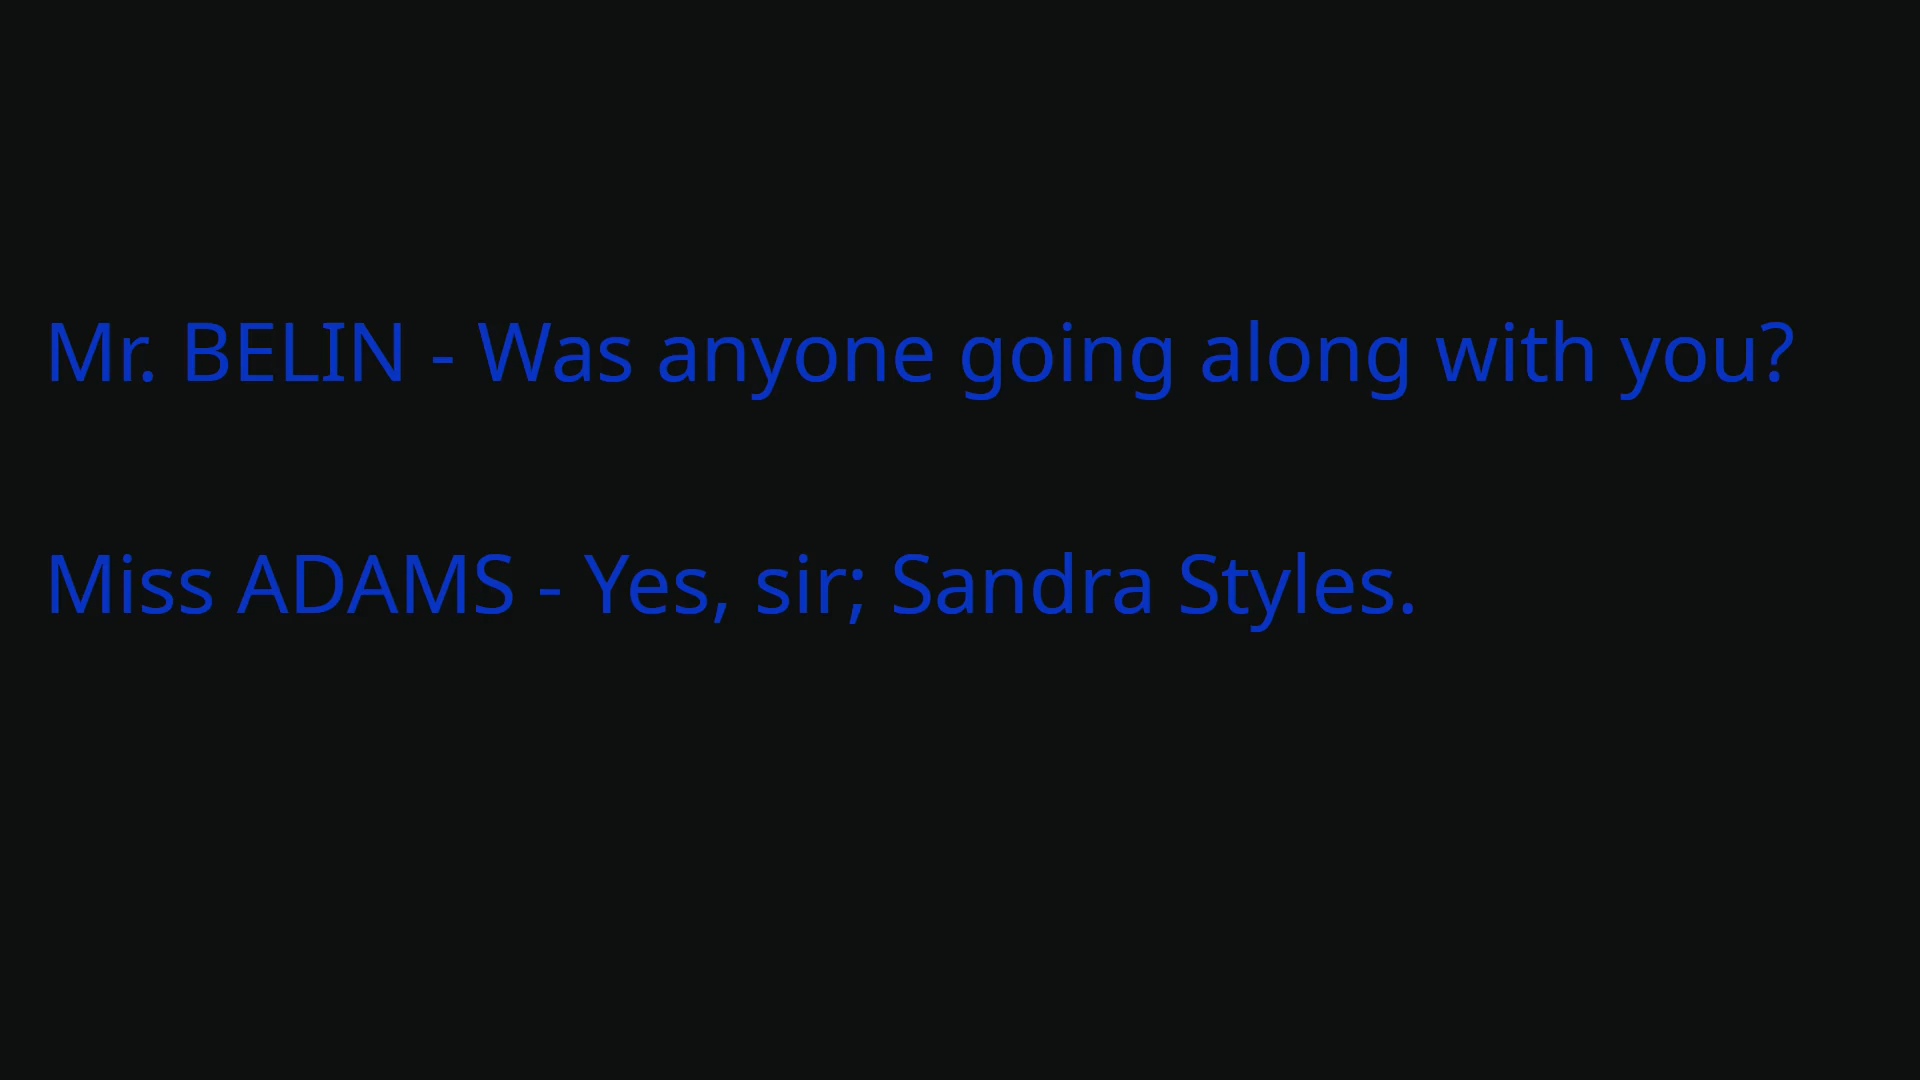 Mr. BELIN - Was anyone going along with you?
Miss ADAMS - Yes, sir; Sandra Styles.